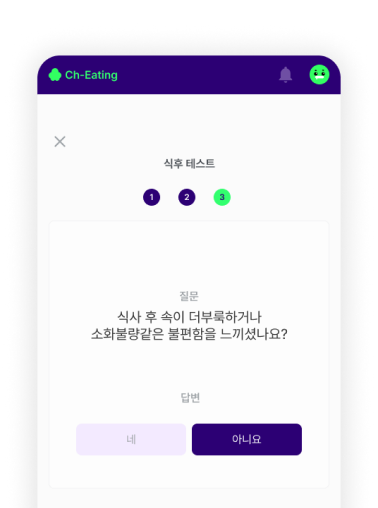 Ch-Eating
식후 테스트
1 2 3
질문
식사 후 속이 더부룩하거나
소화불량같은 불편함을 느끼셨나요?
답변
네 아니요